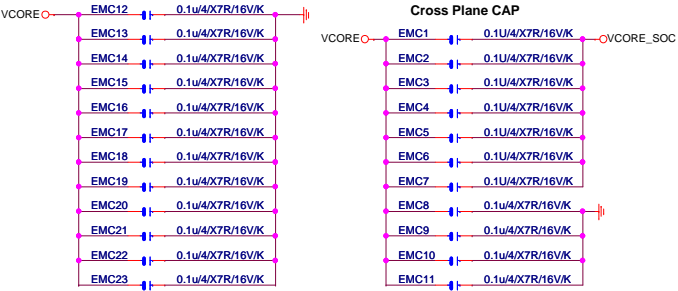 Cross Plane CAP
VCORE EMC12 0.1u/4/X7R/16V/K
EMC13 0.1u/4/X7R/16V/K
EMC14 0.1u/4/X7R/16V/K
EMC15 0.1u/4/X7R/16V/K
EMC16 0.1u/4/X7R/16V/K
EMC17 0.1u/4/X7R/16V/K
EMC18 0.1u/4/X7R/16V/K
EMC19 0.1u/4/X7R/16V/K
EMC20 0.1u/4/X7R/16V/K
EMC21 0.1u/4/X7R/16V/K
EMC22 0.1u/4/X7R/16V/K
EMC23 0.1u/4/X7R/16V/K
VCORE EMC1 0.1U/4/X7R/16V/K VCORE_SOC
EMC2 0.1U/4/X7R/16V/K
EMC3 0.1U/4/X7R/16V/K
EMC4 0.1U/4/X7R/16V/K
EMC5 0.1U/4/X7R/16V/K
EMC6 0.1U/4/X7R/16V/K
EMC7 0.1u/4/X7R/16V/K
EMC8 0.1u/4/X7R/16V/K
EMC9 0.1u/4/X7R/16V/K
EMC10 0.1u/4/X7R/16V/K
EMC11 0.1u/4/X7R/16V/K